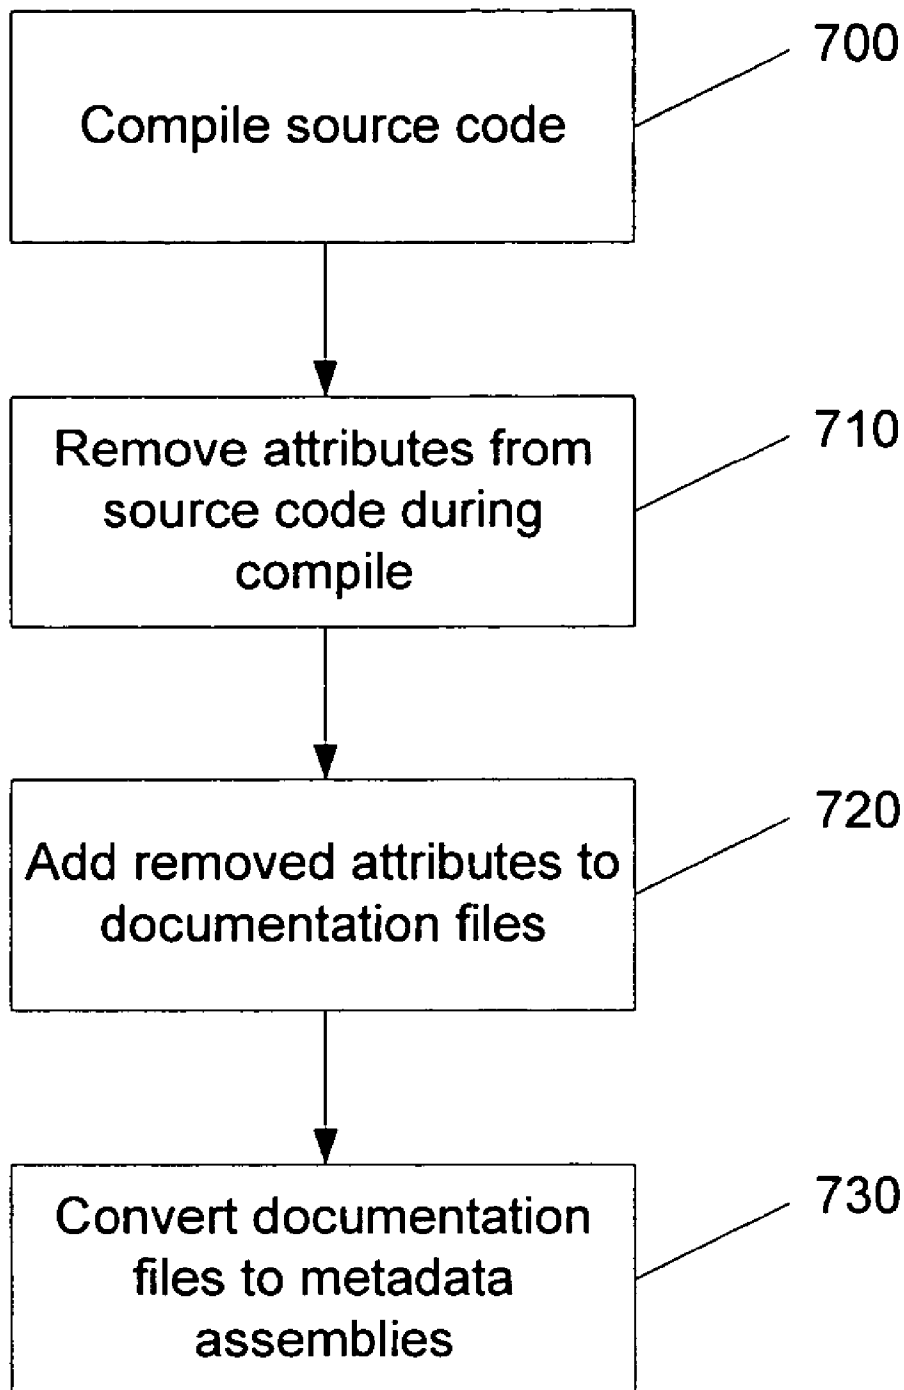 700
Compile source code
710
Remove attributes from
source code during
compile
720
Add removed attributes to
documentation files
730
Convert documentation
files to metadata
assemblies